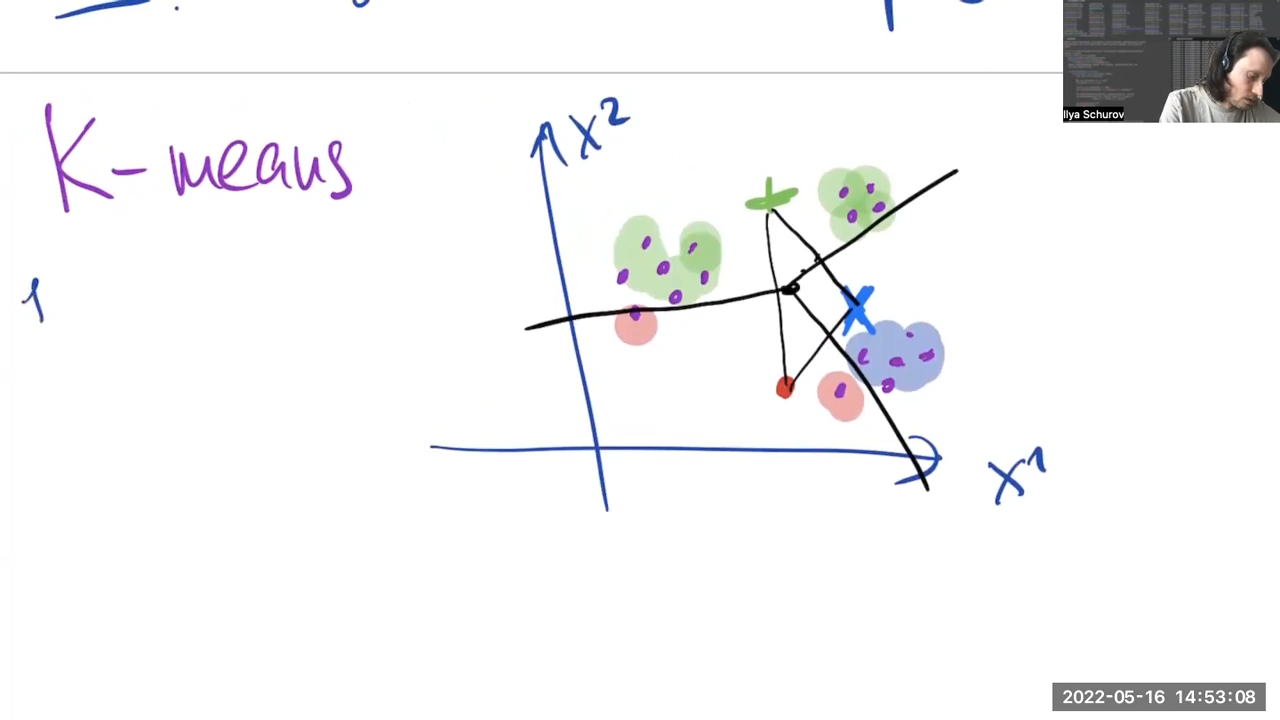 K-means
x²
1
x¹
Ilya Schurov
2022-05-16 14:53:08